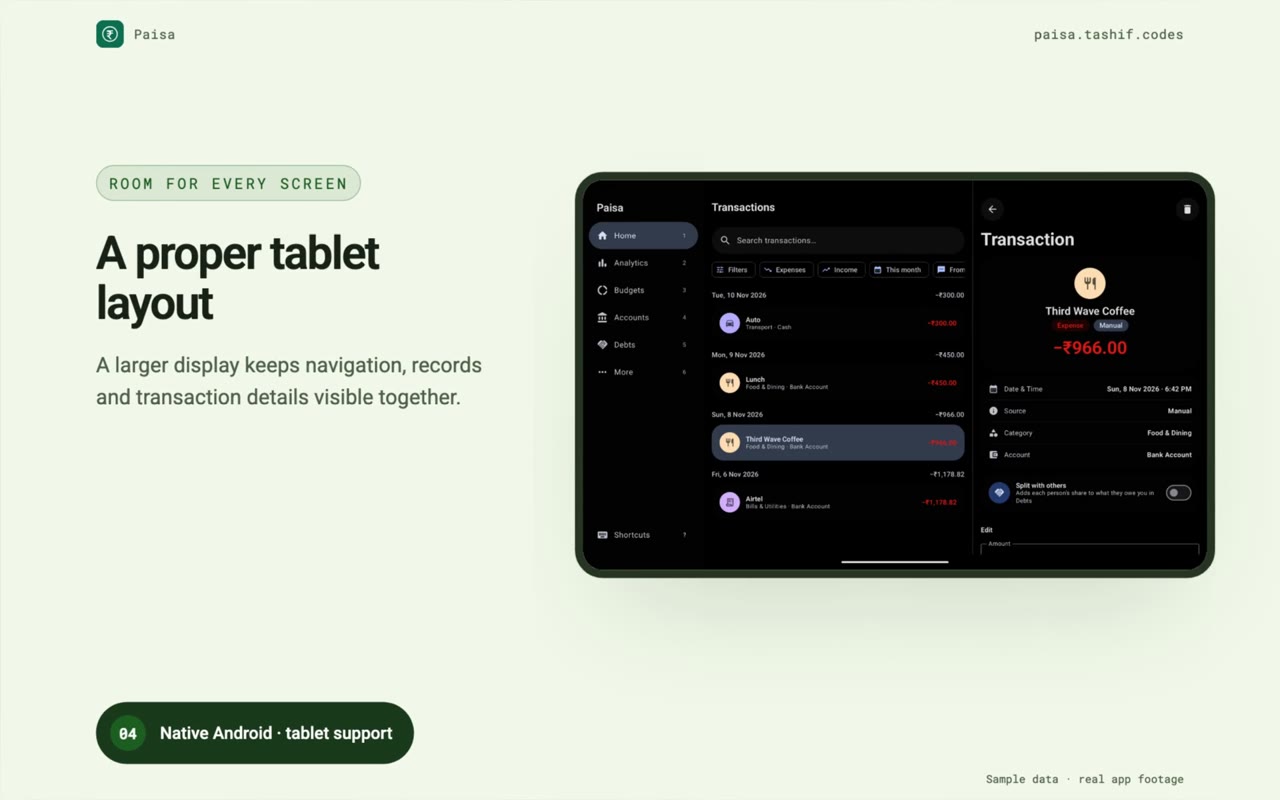 Paisa
paisa.tashif.codes
ROOM FOR EVERY SCREEN
A proper tablet
layout
A larger display keeps navigation, records
and transaction details visible together.
04 Native Android · tablet support
Sample data · real app footage
Paisa
Home 1
Analytics 2
Budgets 3
Accounts 4
Debts 5
More 6
Shortcuts ?
Transactions
Search transactions...
Filters Expenses Income This month From
Tue, 10 Nov 2026 −₹300.00
Auto −₹300.00
Transport · Cash
Mon, 9 Nov 2026 −₹450.00
Lunch −₹450.00
Food & Dining · Bank Account
Sun, 8 Nov 2026 −₹966.00
Third Wave Coffee −₹966.00
Food & Dining · Bank Account
Fri, 6 Nov 2026 −₹1,178.82
Airtel −₹1,178.82
Bills & Utilities · Bank Account
Transaction
Third Wave Coffee
Expense Manual
−₹966.00
Date & Time Sun, 8 Nov 2026 · 6:42 PM
Source Manual
Category Food & Dining
Account Bank Account
Split with others
Adds each person's share to what they owe you in
Debts
Edit
Amount